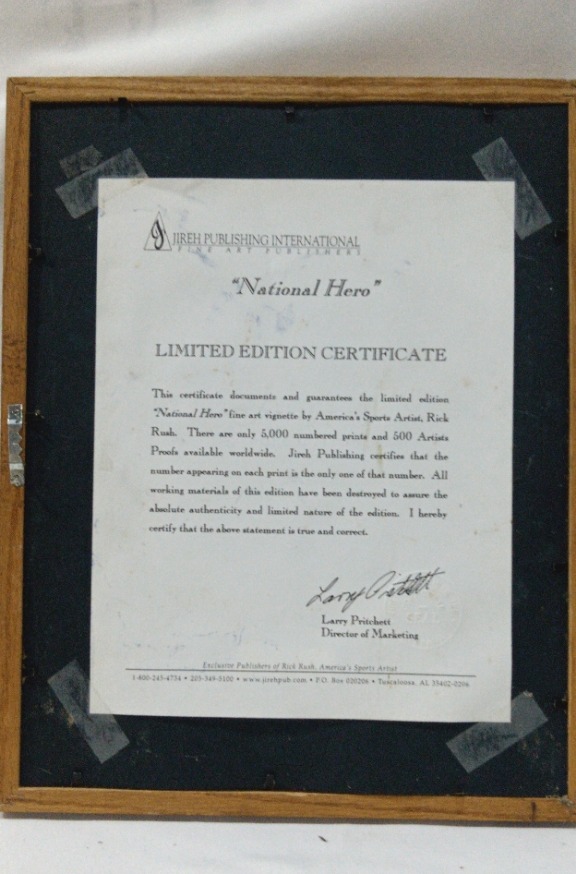 JIREH PUBLISHING INTERNATIONAL
FINE ART PUBLISHERS
"National Hero"
LIMITED EDITION CERTIFICATE
This certificate documents and guarantees the limited edition
"National Hero" fine art vignette by America's Sports Artist, Rick
Rush. There are only 5,000 numbered prints and 500 Artists
Proofs available worldwide. Jireh Publishing certifies that the
number appearing on each print is the only one of that number. All
working materials of this edition have been destroyed to assure the
absolute authenticity and limited nature of the edition. I hereby
certify that the above statement is true and correct.
Larry Pritchett
Larry Pritchett
Director of Marketing
Exclusive Publishers of Rick Rush, America's Sports Artist
1-800-245-4734 • 205-349-5100 • www.jirehpub.com • P.O. Box 020206 • Tuscaloosa, AL 35402-0206